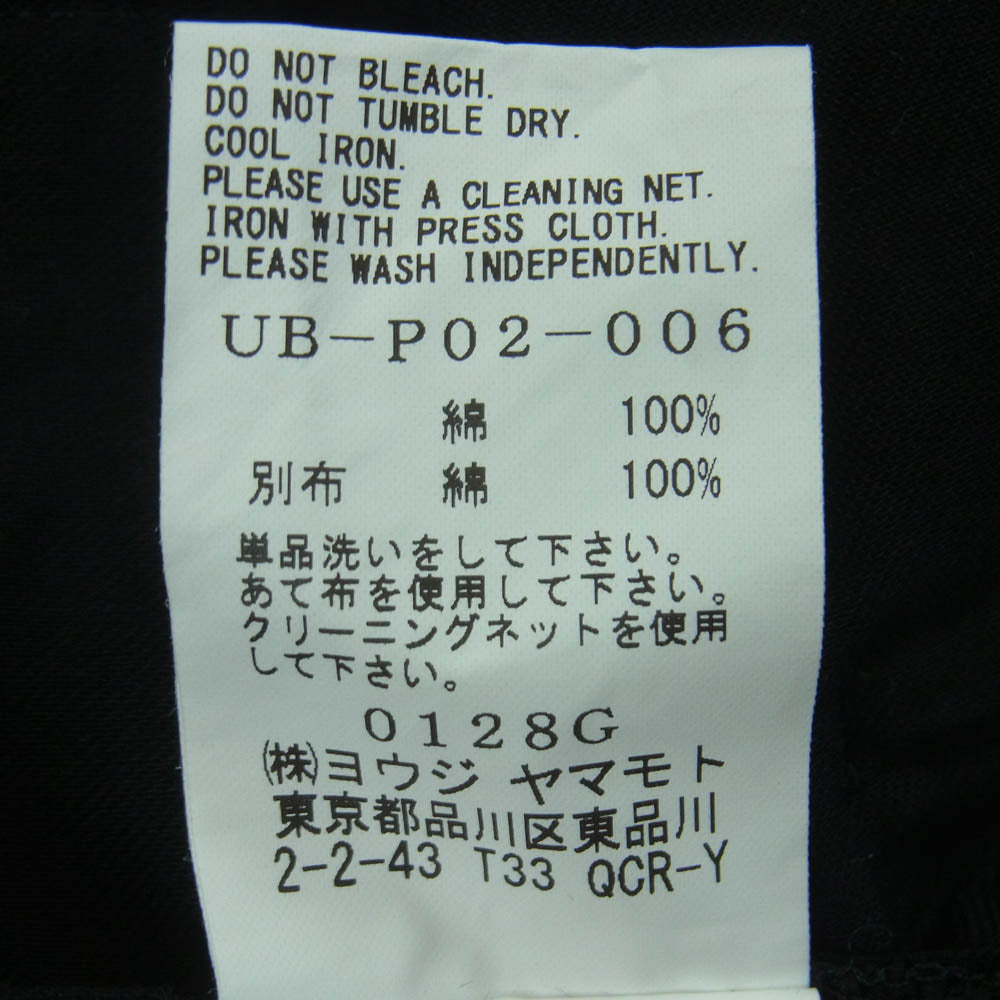 DO NOT BLEACH.
DO NOT TUMBLE DRY.
COOL IRON.
PLEASE USE A CLEANING NET.
IRON WITH PRESS CLOTH.
PLEASE WASH INDEPENDENTLY.
UB-P02-006
綿 100%
別布 綿 100%
単品洗いをして下さい。
あて布を使用して下さい。
クリーニングネットを使用
して下さい。
0128G
(株)ヨウジ ヤマモト
東京都品川区東品川
2-2-43 T33 QCR-Y